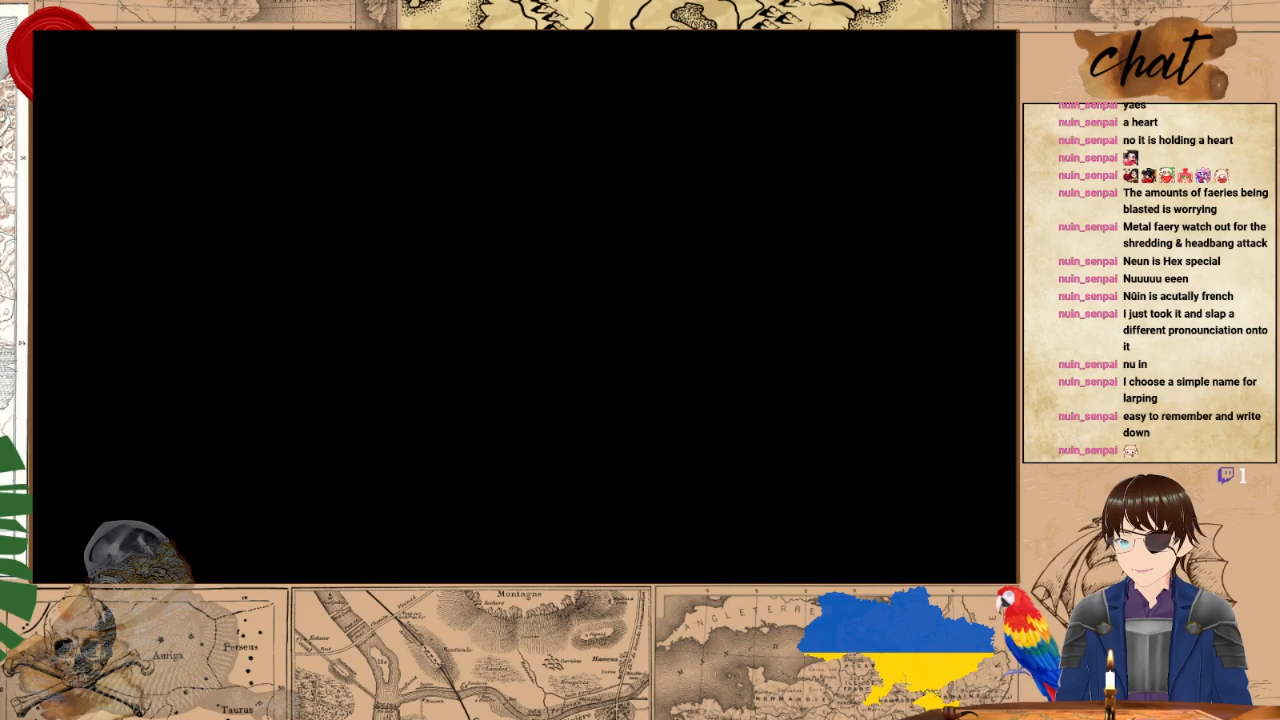 chat
nuin_senpai yaes
nuin_senpai a heart
nuin_senpai no it is holding a heart
nuin_senpai
nuin_senpai
nuin_senpai The amounts of faeries being
blasted is worrying
nuin_senpai Metal faery watch out for the
shredding & headbang attack
nuin_senpai Neun is Hex special
nuin_senpai Nuuuuu eeen
nuin_senpai Nûin is acutally french
nuin_senpai I just took it and slap a
different pronounciation onto
it
nuin_senpai nu in
nuin_senpai I choose a simple name for
larping
nuin_senpai easy to remember and write
down
nuin_senpai
1
Montagne
ANGLETERRE
Perseus
Auriga
Taurus